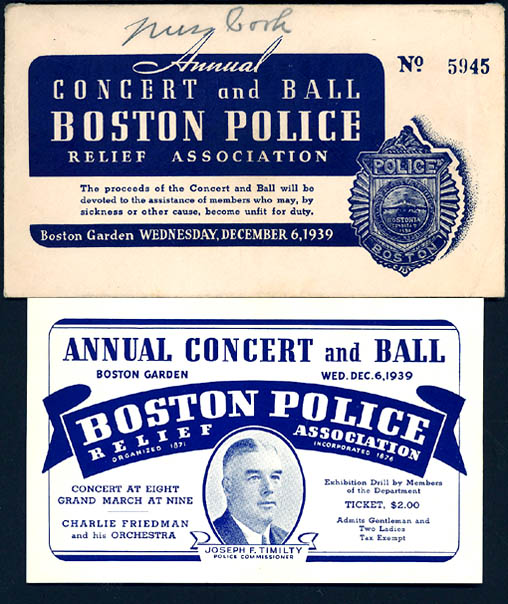 Annual
Nº 5945
CONCERT and BALL
BOSTON POLICE
RELIEF ASSOCIATION
The proceeds of the Concert and Ball will be
devoted to the assistance of members who may, by
sickness or other cause, become unfit for duty.
Boston Garden WEDNESDAY, DECEMBER 6, 1939
POLICE
BOSTONIA
BOSTON
ANNUAL CONCERT and BALL
BOSTON GARDEN WED. DEC. 6, 1939
BOSTON POLICE
RELIEF ASSOCIATION
ORGANIZED 1871 INCORPORATED 1876
CONCERT AT EIGHT
GRAND MARCH AT NINE
CHARLIE FRIEDMAN
and his ORCHESTRA
Exhibition Drill by Members
of the Department
TICKET, $2.00
Admits Gentleman and
Two Ladies
Tax Exempt
JOSEPH F. TIMILTY
POLICE COMMISSIONER